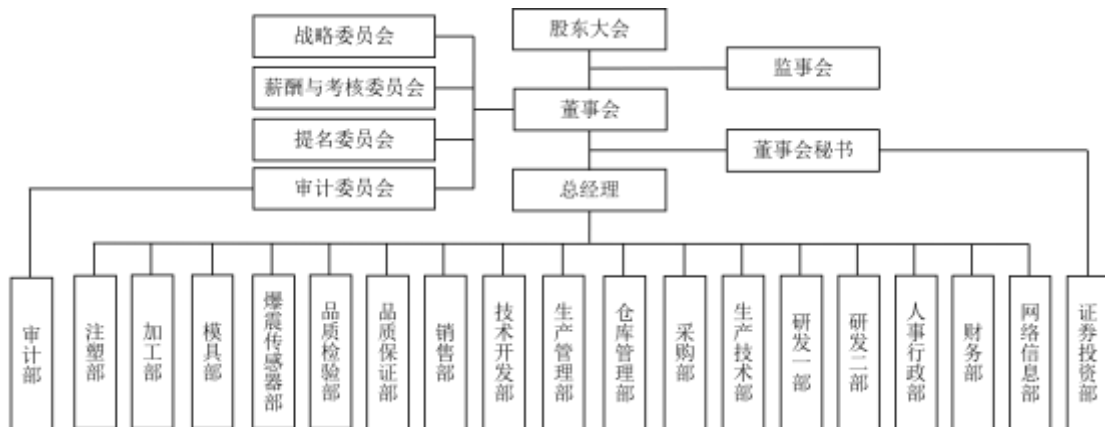 战略委员会
股东大会
监事会
薪酬与考核委员会
董事会
提名委员会
董事会秘书
审计委员会
总经理
审计部
注塑部
加工部
模具部
爆震传感器部
品质检验部
品质保证部
销售部
技术开发部
生产管理部
仓库管理部
采购部
生产技术部
研发一部
研发二部
人事行政部
财务部
网络信息部
证券投资部